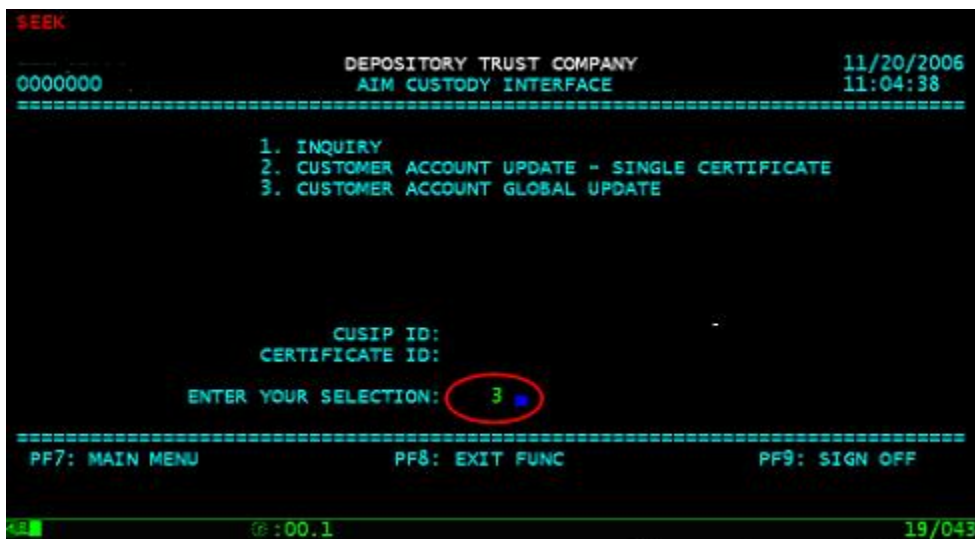 SEEK
DEPOSITORY TRUST COMPANY 11/20/2006
0000000 AIM CUSTODY INTERFACE 11:04:38
================================================================================
1. INQUIRY
2. CUSTOMER ACCOUNT UPDATE - SINGLE CERTIFICATE
3. CUSTOMER ACCOUNT GLOBAL UPDATE
CUSIP ID:
CERTIFICATE ID:
ENTER YOUR SELECTION: 3
================================================================================
PF7: MAIN MENU PF8: EXIT FUNC PF9: SIGN OFF
:00.1 19/043